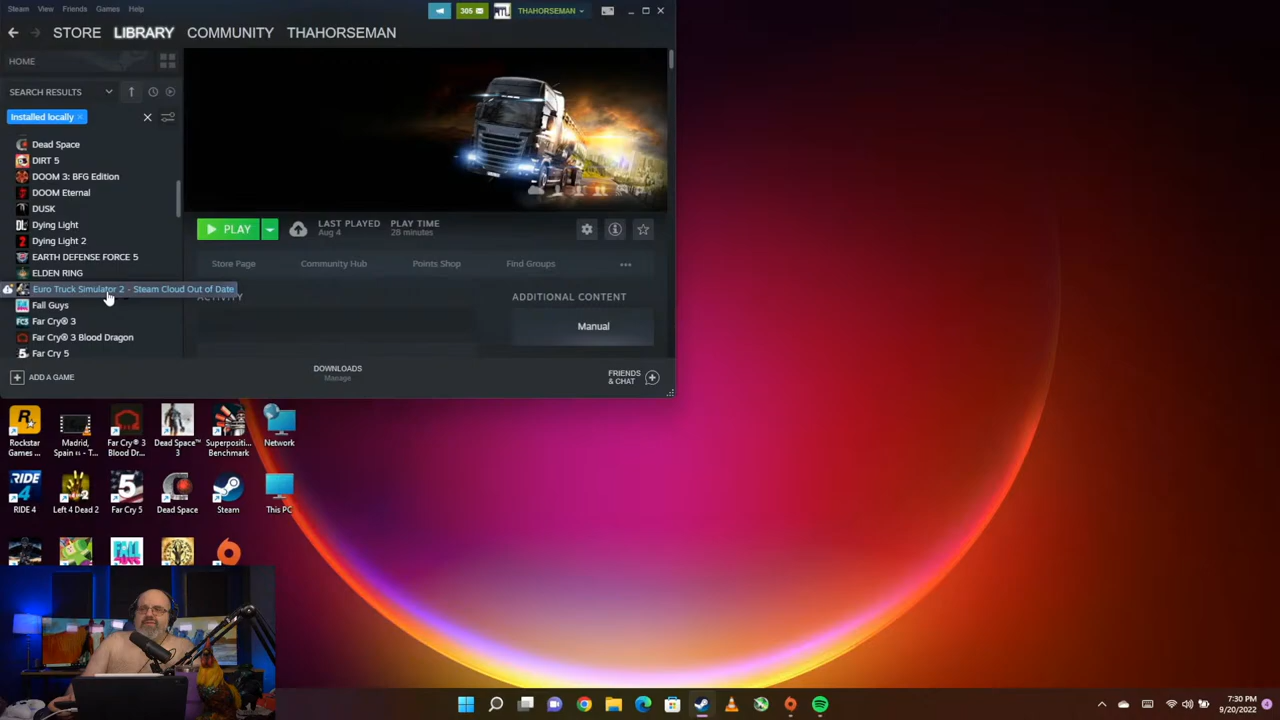 Steam View Friends Games Help
305
THAHORSEMAN
STORE LIBRARY COMMUNITY THAHORSEMAN
HOME
SEARCH RESULTS
Installed locally ×
Dead Space
DIRT 5
DOOM 3: BFG Edition
DOOM Eternal
DUSK
Dying Light
Dying Light 2
EARTH DEFENSE FORCE 5
ELDEN RING
Euro Truck Simulator 2 - Steam Cloud Out of Date
Fall Guys
Far Cry® 3
Far Cry® 3 Blood Dragon
Far Cry 5
PLAY
LAST PLAYED
Aug 4
PLAY TIME
28 minutes
Store Page Community Hub Points Shop Find Groups
ACTIVITY
ADDITIONAL CONTENT
Manual
ADD A GAME
DOWNLOADS
Manage
FRIENDS
& CHAT
Rockstar
Games ...
Madrid,
Spain 🇪🇸 - T...
Far Cry® 3
Blood Dr...
Dead Space™
3
Superpositi...
Benchmark
Network
RIDE 4
Left 4 Dead 2
Far Cry 5
Dead Space
Steam
This PC
7:30 PM
9/20/2022